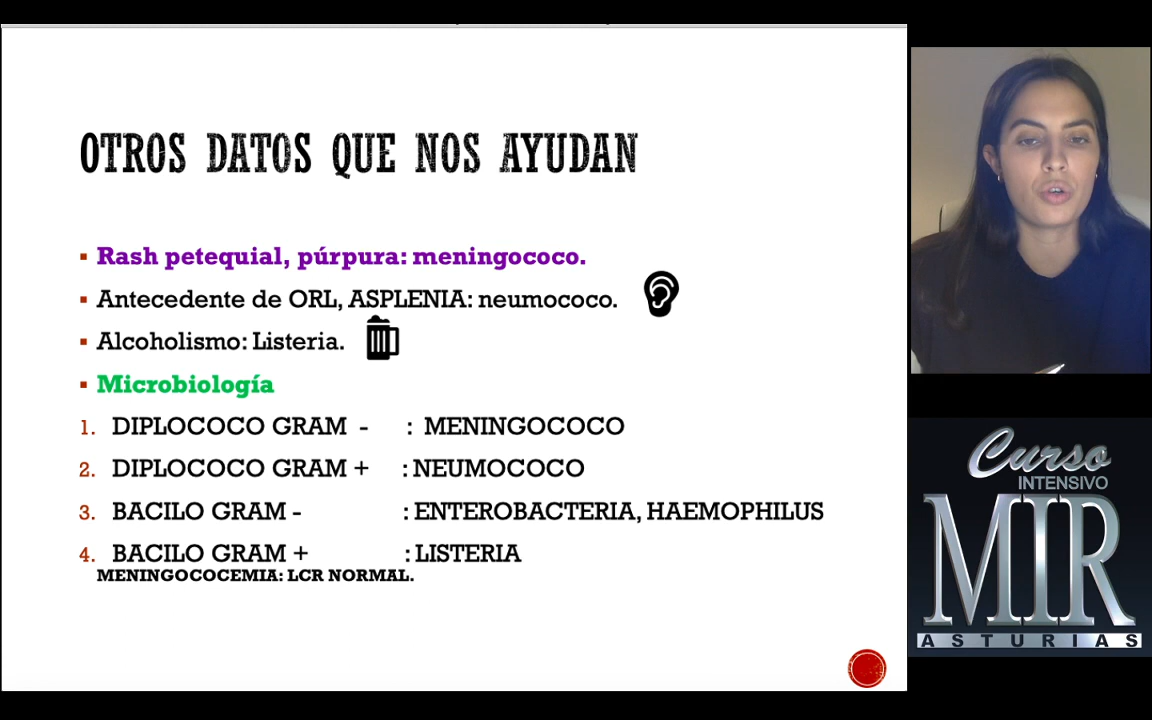 OTROS DATOS QUE NOS AYUDAN
▪ Rash petequial, púrpura: meningococo.
▪ Antecedente de ORL, ASPLENIA: neumococo.
▪ Alcoholismo: Listeria.
▪ Microbiología
1. DIPLOCOCO GRAM - : MENINGOCOCO
2. DIPLOCOCO GRAM + : NEUMOCOCO
3. BACILO GRAM - : ENTEROBACTERIA, HAEMOPHILUS
4. BACILO GRAM + : LISTERIA
MENINGOCOCEMIA: LCR NORMAL.
Curso
INTENSIVO
MIR
ASTURIAS